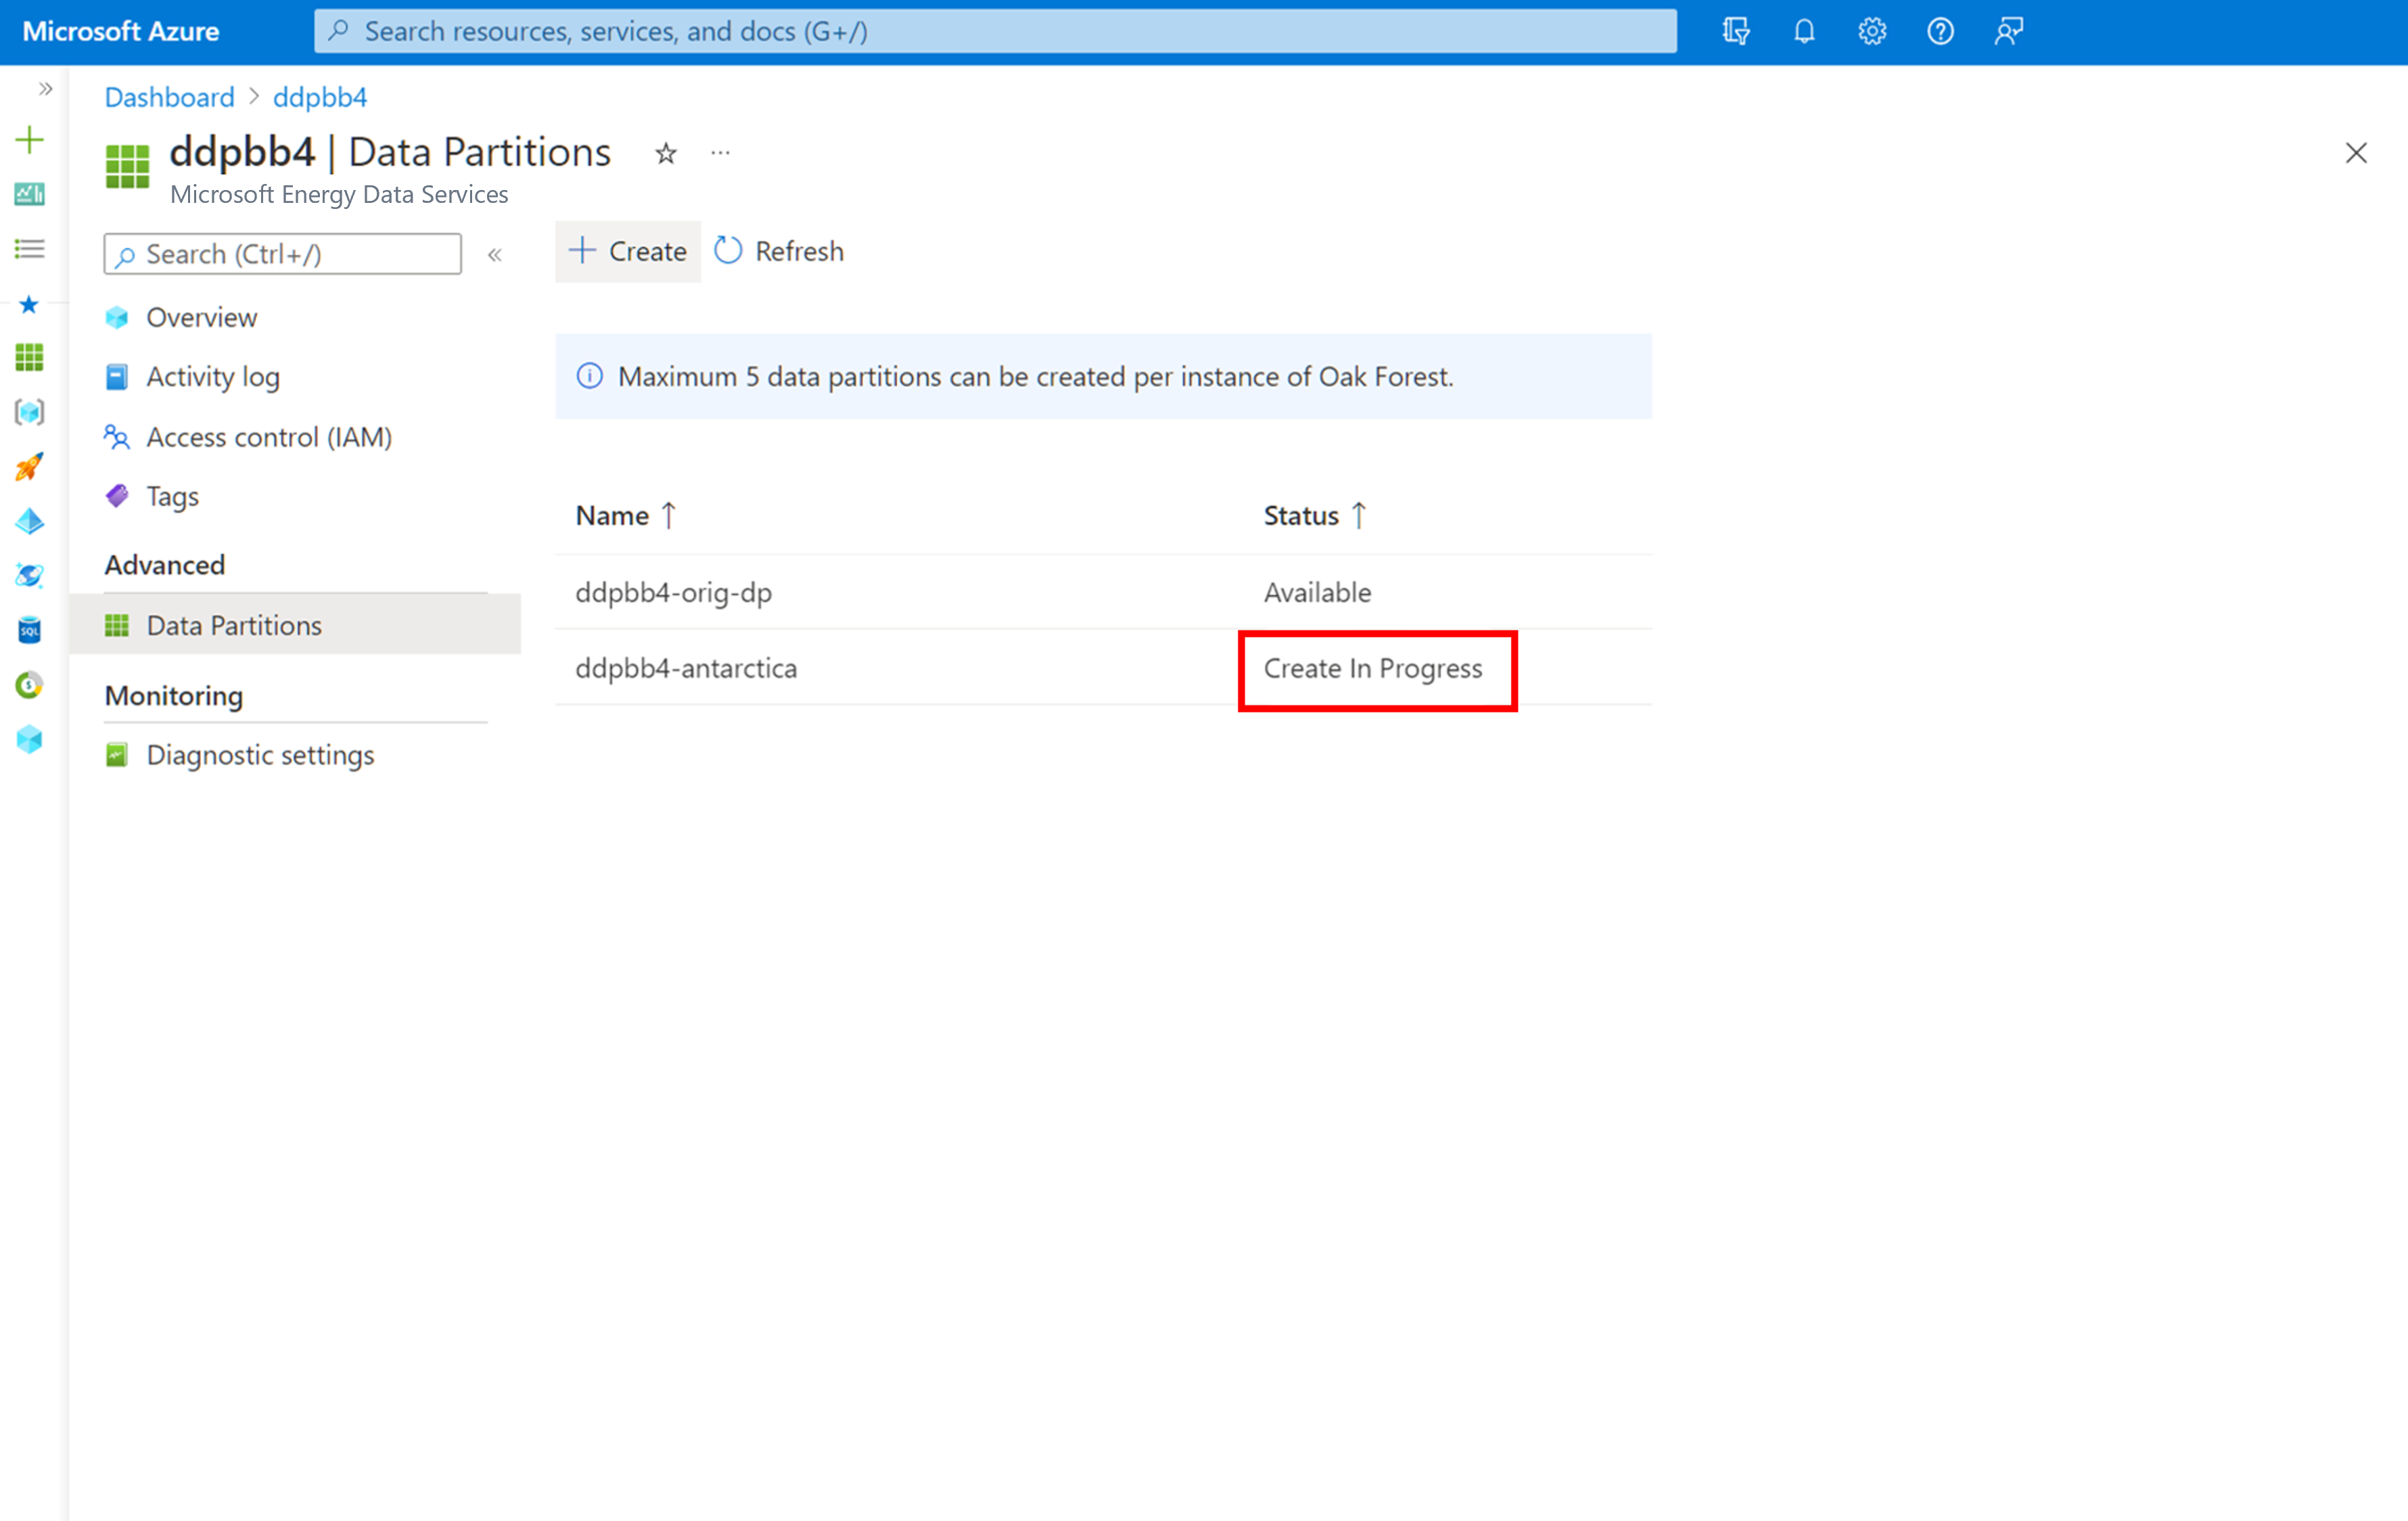 Microsoft Azure
Search resources, services, and docs (G+/)
Dashboard > ddpbb4
ddpbb4 | Data Partitions
Microsoft Energy Data Services
Search (Ctrl+/)
Create
Refresh
Overview
Activity log
Access control (IAM)
Tags
Advanced
Data Partitions
Monitoring
Diagnostic settings
Maximum 5 data partitions can be created per instance of Oak Forest.
Name ↑ Status ↑
ddpbb4-orig-dp Available
ddpbb4-antarctica Create In Progress
SQL